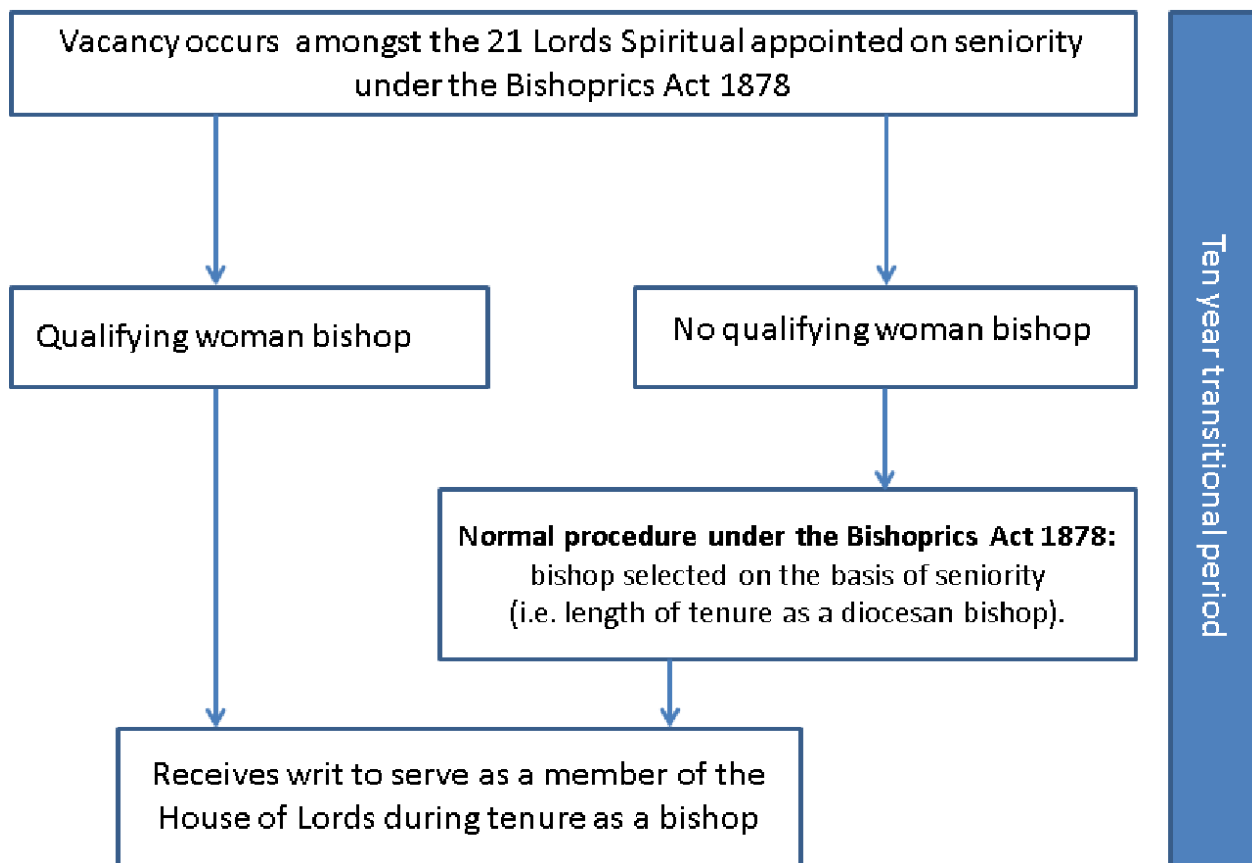 Vacancy occurs amongst the 21 Lords Spiritual appointed on seniority
under the Bishoprics Act 1878
Qualifying woman bishop
No qualifying woman bishop
Normal procedure under the Bishoprics Act 1878:
bishop selected on the basis of seniority
(i.e. length of tenure as a diocesan bishop).
Receives writ to serve as a member of the
House of Lords during tenure as a bishop
Ten year transitional period